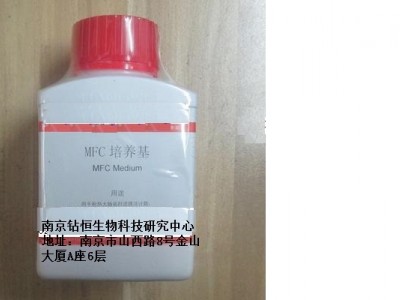 MFC 培养基
MFC Medium
用途
南京钻恒生物科技研究中心
地址：南京市山西路8号金山
大厦A座6层